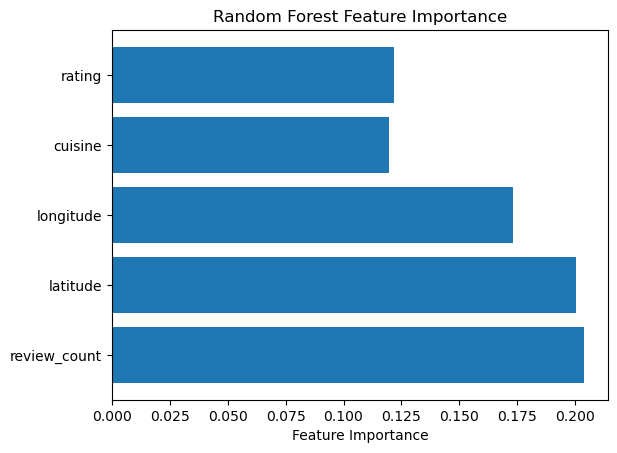 Random Forest Feature Importance
rating
cuisine
longitude
latitude
review_count
0.000 0.025 0.050 0.075 0.100 0.125 0.150 0.175 0.200
Feature Importance